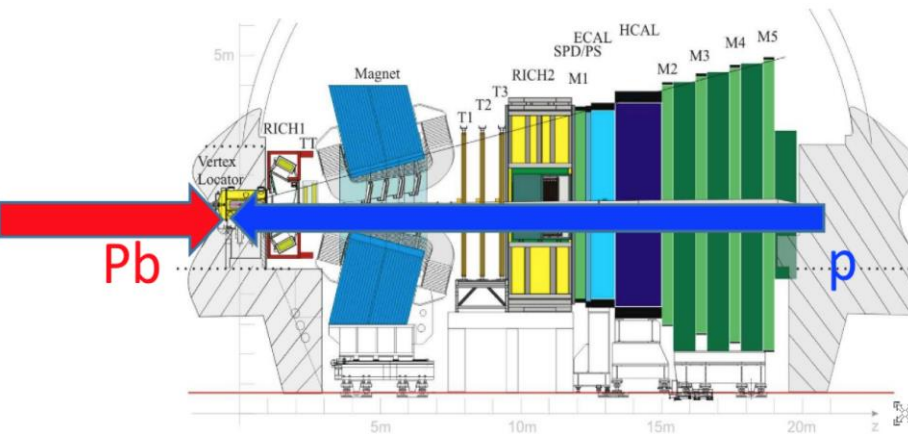 5m
Magnet
RICH1
TT
Vertex
Locator
T1
T2
T3
RICH2
SPD/PS
ECAL
HCAL
M1
M2
M3
M4
M5
Pb
p
5m
10m
15m
20m
z